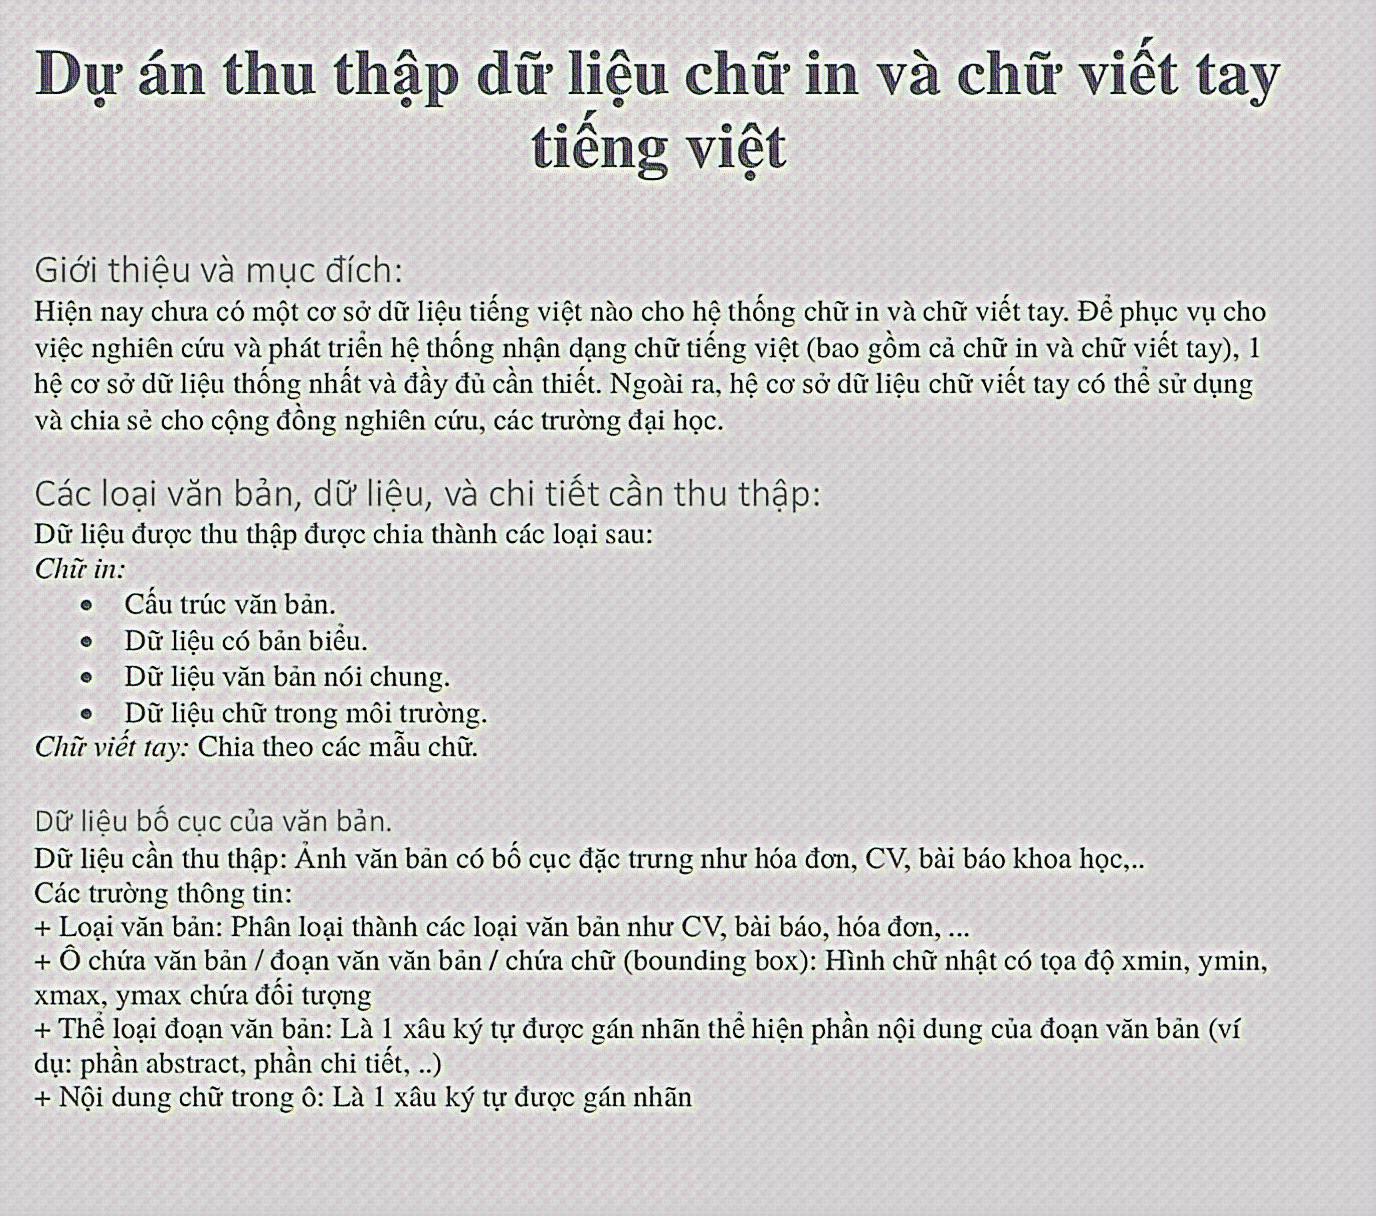 Dự án thu thập dữ liệu chữ in và chữ viết tay
tiếng việt
Giới thiệu và mục đích:
Hiện nay chưa có một cơ sở dữ liệu tiếng việt nào cho hệ thống chữ in và chữ viết tay. Để phục vụ cho
việc nghiên cứu và phát triển hệ thống nhận dạng chữ tiếng việt (bao gồm cả chữ in và chữ viết tay), 1
hệ cơ sở dữ liệu thống nhất và đầy đủ cần thiết. Ngoài ra, hệ cơ sở dữ liệu chữ viết tay có thể sử dụng
và chia sẻ cho cộng đồng nghiên cứu, các trường đại học.
Các loại văn bản, dữ liệu, và chi tiết cần thu thập:
Dữ liệu được thu thập được chia thành các loại sau:
Chữ in:
• Cấu trúc văn bản.
• Dữ liệu có bản biểu.
• Dữ liệu văn bản nói chung.
• Dữ liệu chữ trong môi trường.
Chữ viết tay: Chia theo các mẫu chữ.
Dữ liệu bố cục của văn bản.
Dữ liệu cần thu thập: Ảnh văn bản có bố cục đặc trưng như hóa đơn, CV, bài báo khoa học,..
Các trường thông tin:
+ Loại văn bản: Phân loại thành các loại văn bản như CV, bài báo, hóa đơn, ...
+ Ô chứa văn bản / đoạn văn văn bản / chứa chữ (bounding box): Hình chữ nhật có tọa độ xmin, ymin,
xmax, ymax chứa đối tượng
+ Thể loại đoạn văn bản: Là 1 xâu ký tự được gán nhãn thể hiện phần nội dung của đoạn văn bản (ví
dụ: phần abstract, phần chi tiết, ..)
+ Nội dung chữ trong ô: Là 1 xâu ký tự được gán nhãn